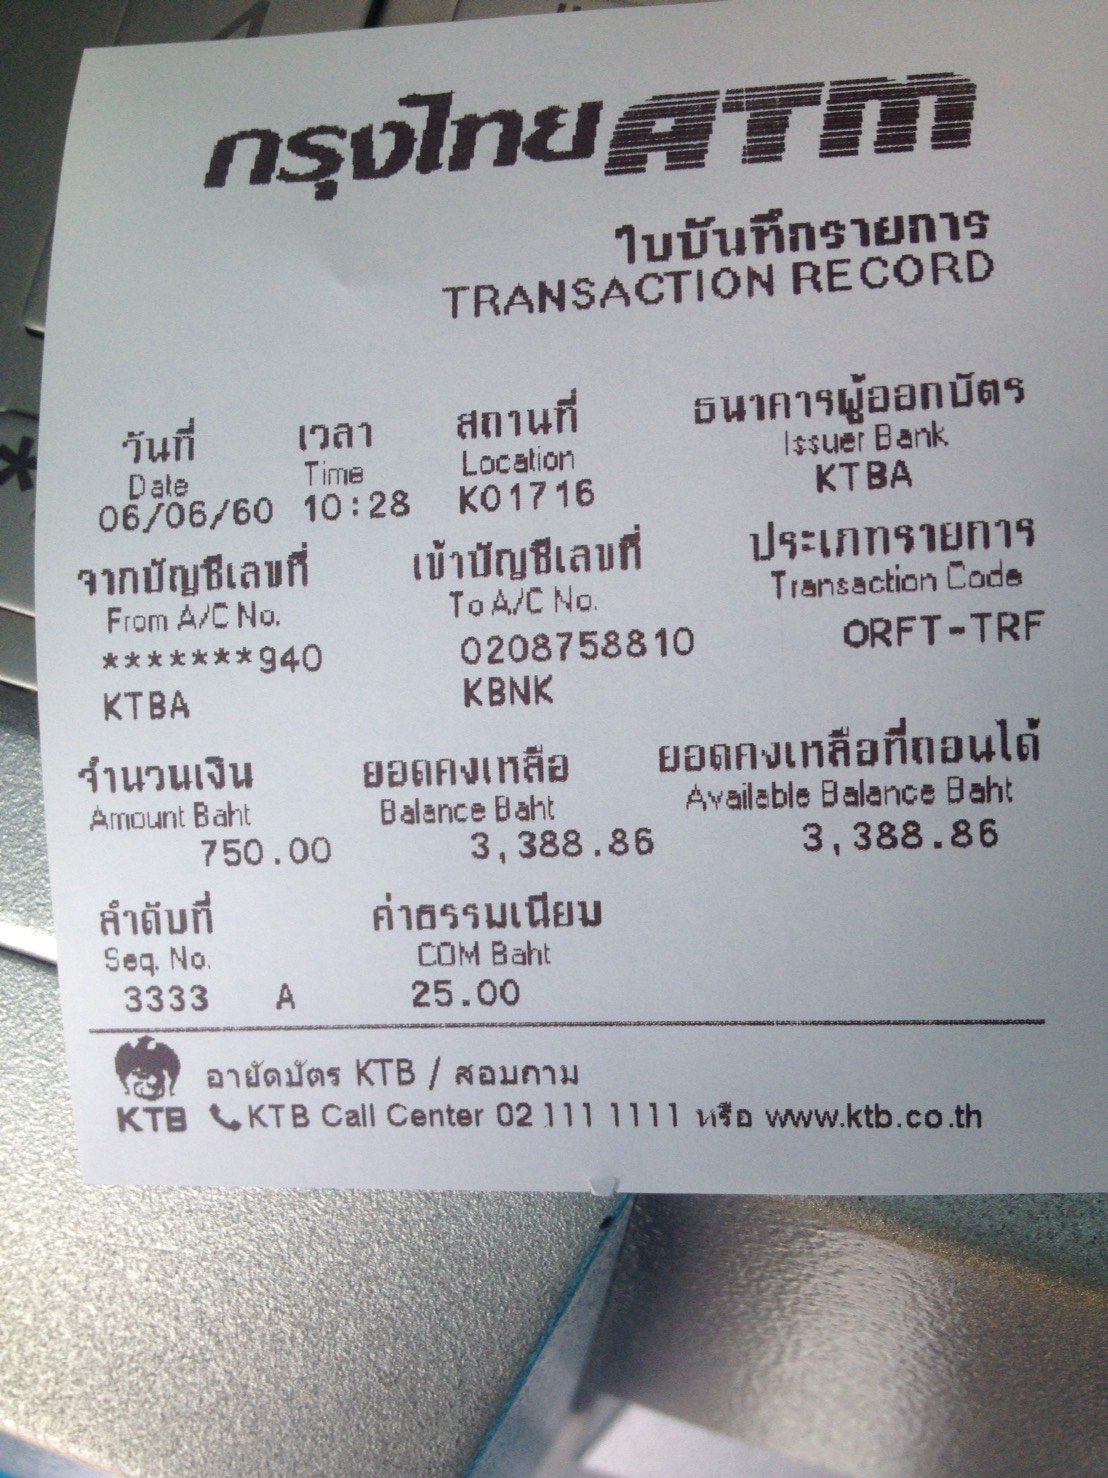 กรุงไทย ATM
ใบบันทึกรายการ
TRANSACTION RECORD
วันที่ เวลา สถานที่ ธนาคารผู้ออกบัตร
Date Time Location Issuer Bank
06/06/60 10:28 K01716 KTBA
จากบัญชีเลขที่ เข้าบัญชีเลขที่ ประเภทรายการ
From A/C No. To A/C No. Transaction Code
*******940 0208758810 ORFT-TRF
KTBA KBNK
จำนวนเงิน ยอดคงเหลือ ยอดคงเหลือที่ถอนได้
Amount Baht Balance Baht Available Balance Baht
750.00 3,388.86 3,388.86
ลำดับที่ ค่าธรรมเนียม
Seq. No. COM Baht
3333 A 25.00
อายัดบัตร KTB / สอบถาม
KTB KTB Call Center 02 111 1111 หรือ www.ktb.co.th